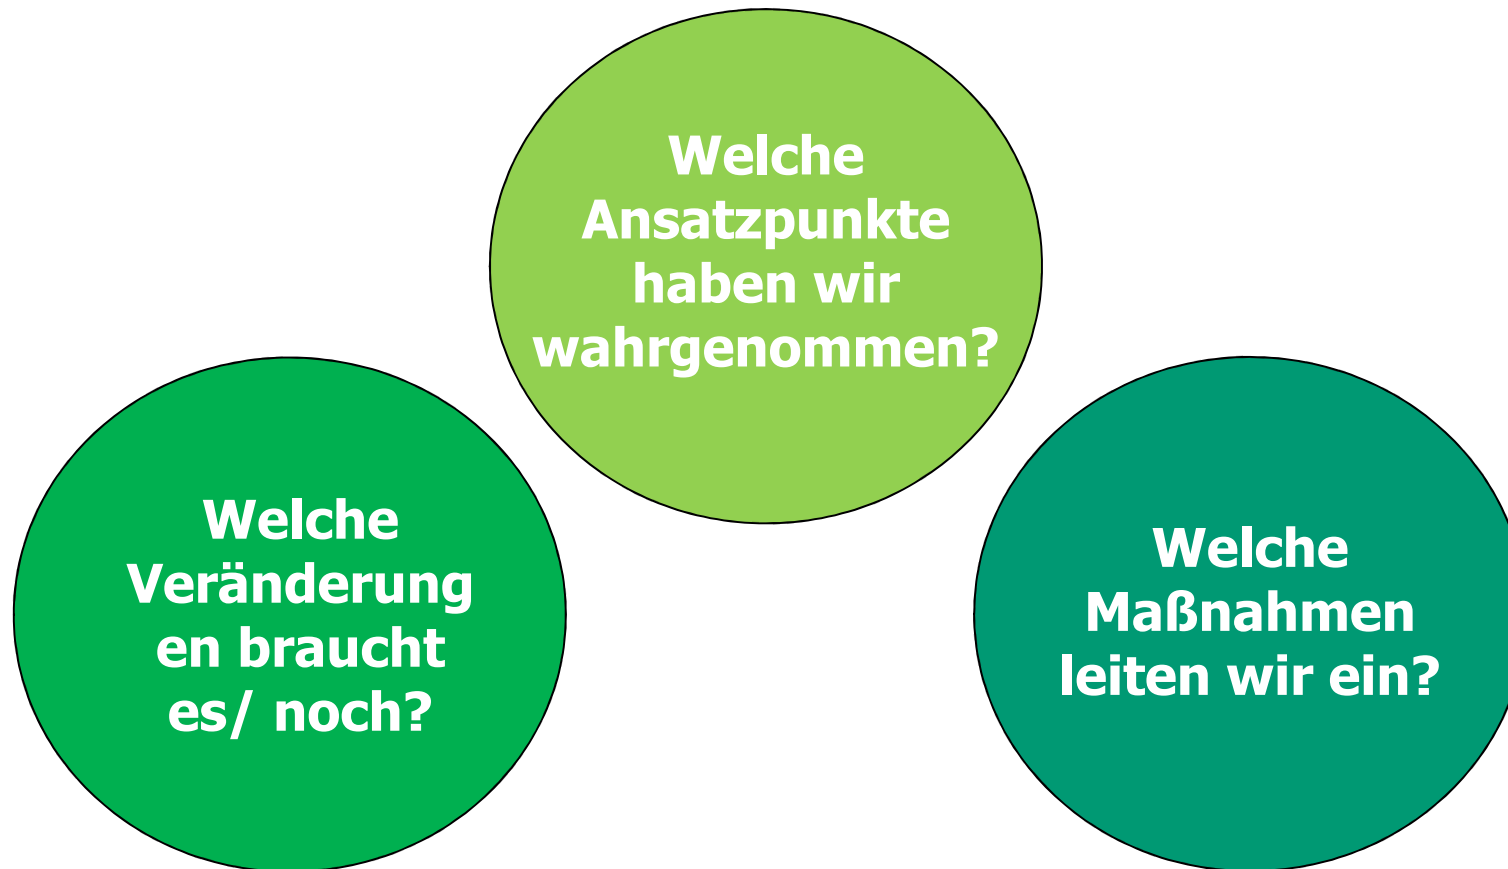 Welche
Ansatzpunkte
haben wir
wahrgenommen?
Welche
Veränderung
en braucht
es/ noch?
Welche
Maßnahmen
leiten wir ein?